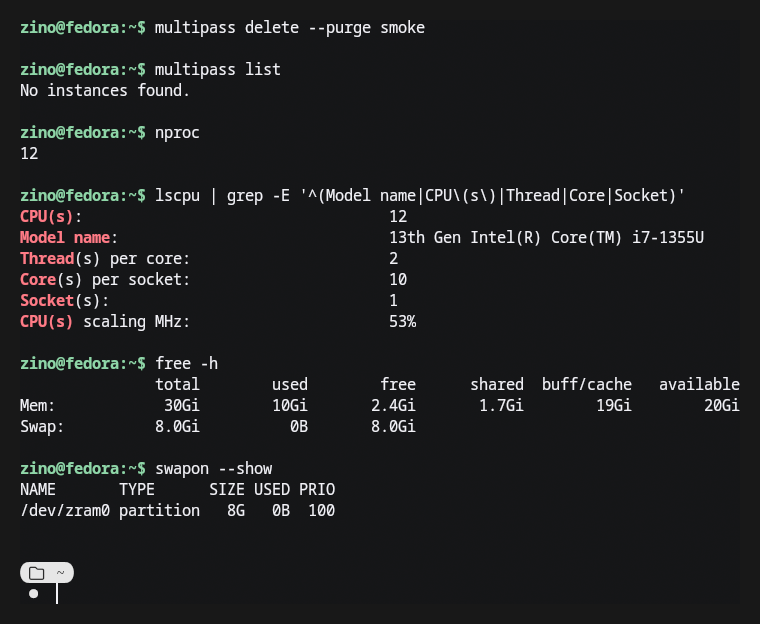 zino@fedora:~$ multipass delete --purge smoke
zino@fedora:~$ multipass list
No instances found.
zino@fedora:~$ nproc
12
zino@fedora:~$ lscpu | grep -E '^(Model name|CPU\(s\)|Thread|Core|Socket)'
CPU(s):                                  12
Model name:                              13th Gen Intel(R) Core(TM) i7-1355U
Thread(s) per core:                      2
Core(s) per socket:                      10
Socket(s):                               1
CPU(s) scaling MHz:                      53%
zino@fedora:~$ free -h
               total        used        free      shared  buff/cache   available
Mem:            30Gi        10Gi       2.4Gi       1.7Gi        19Gi        20Gi
Swap:          8.0Gi          0B       8.0Gi
zino@fedora:~$ swapon --show
NAME       TYPE      SIZE USED PRIO
/dev/zram0 partition   8G   0B  100
~